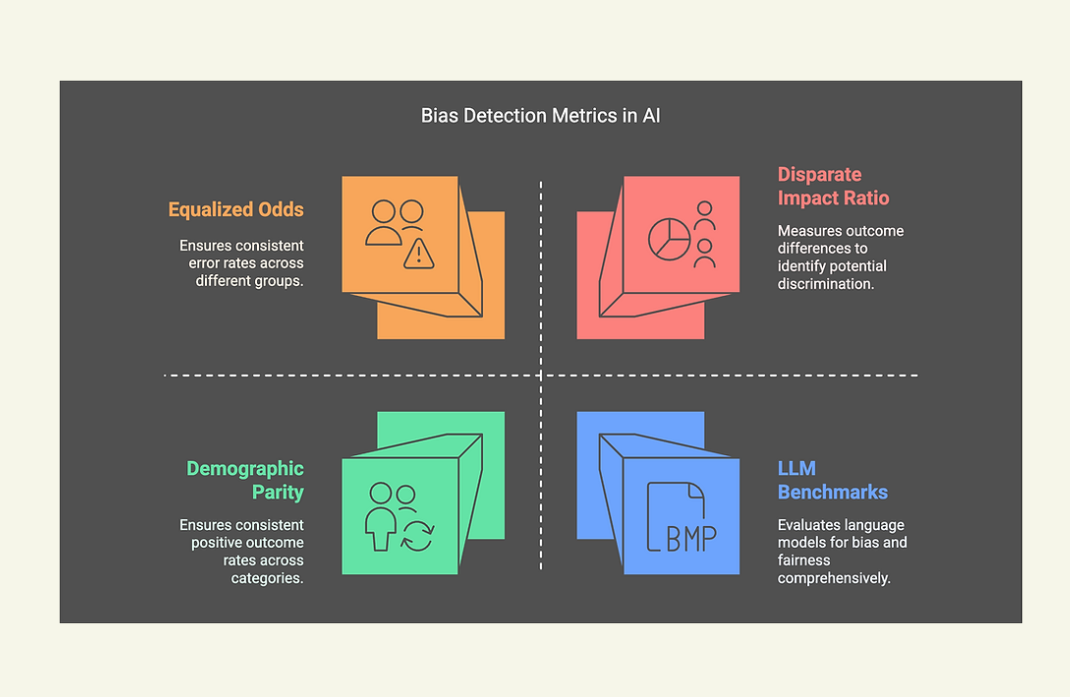 Bias Detection Metrics in AI
Equalized Odds
Ensures consistent
error rates across
different groups.
Disparate
Impact Ratio
Measures outcome
differences to
identify potential
discrimination.
Demographic
Parity
Ensures consistent
positive outcome
rates across
categories.
BMP
LLM
Benchmarks
Evaluates language
models for bias and
fairness
comprehensively.